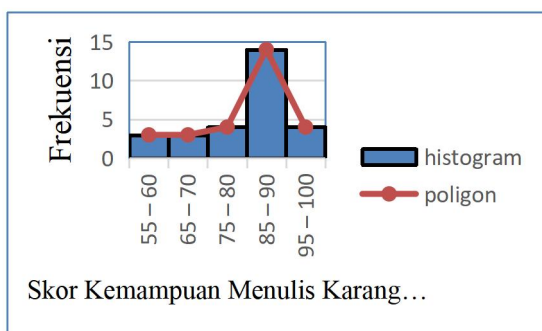 Frekuensi
15
10
5
0
55 – 60
65 – 70
75 – 80
85 – 90
95 – 100
histogram
poligon
Skor Kemampuan Menulis Karang…